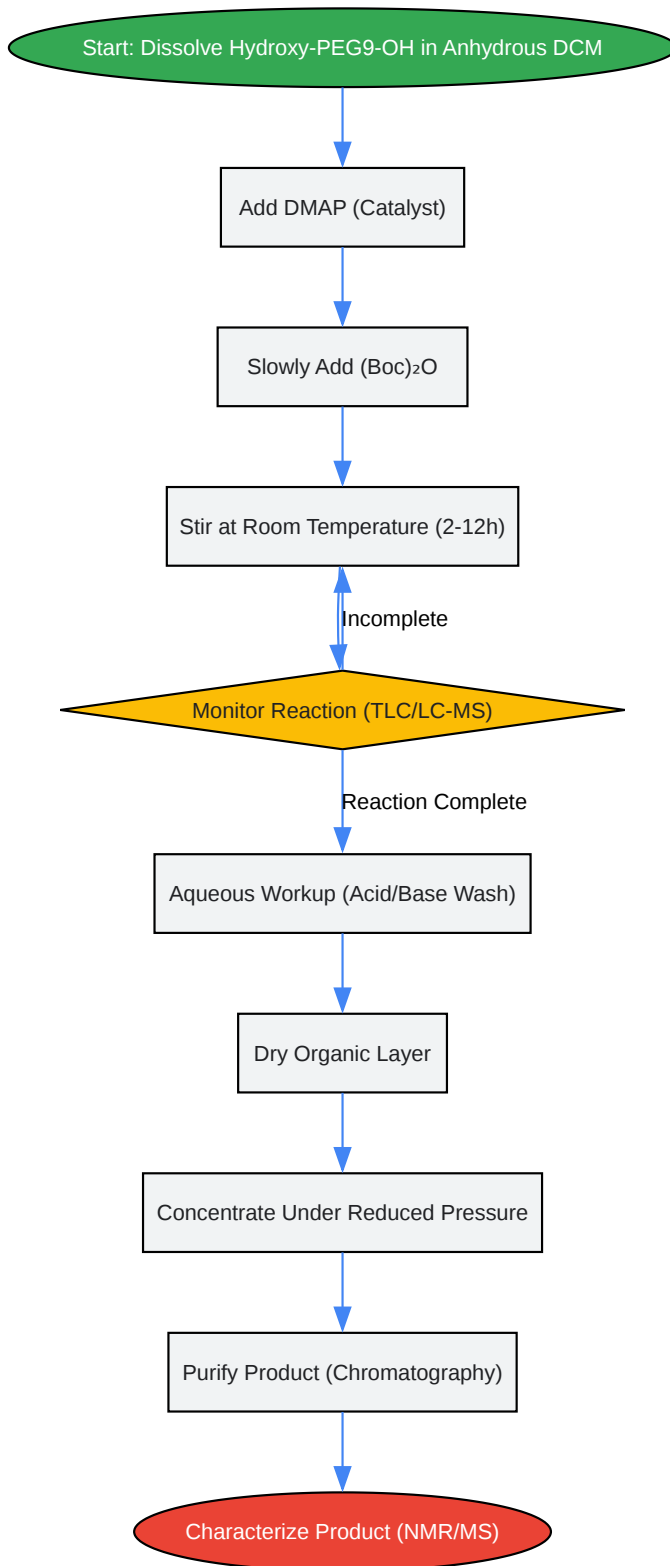 Start: Dissolve Hydroxy-PEG9-OH in Anhydrous DCM
Add DMAP (Catalyst)
Slowly Add (Boc)₂O
Stir at Room Temperature (2-12h)
Incomplete
Monitor Reaction (TLC/LC-MS)
Reaction Complete
Aqueous Workup (Acid/Base Wash)
Dry Organic Layer
Concentrate Under Reduced Pressure
Purify Product (Chromatography)
Characterize Product (NMR/MS)